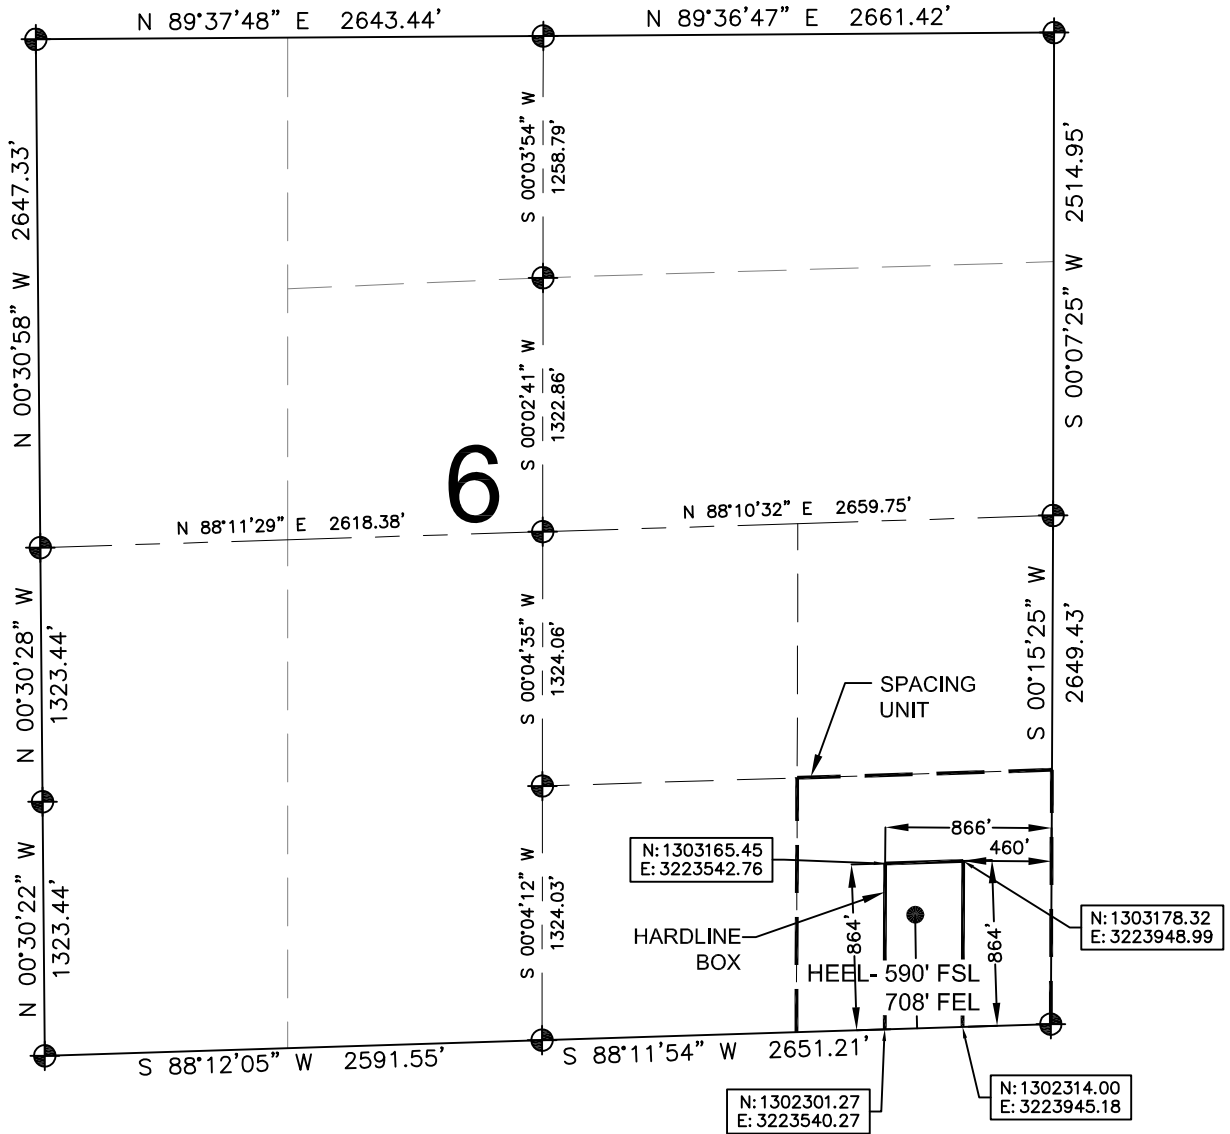 N 89°37'48" E 2643.44'
N 89°36'47" E 2661.42'
N 00°30'58" W 2647.33'
S 00°03'54" W
1258.79'
S 00°07'25" W 2514.95'
S 00°02'41" W
1322.86'
6
N 88°11'29" E 2618.38'
N 88°10'32" E 2659.75'
N 00°30'28" W
1323.44'
S 00°04'35" W
1324.06'
S 00°15'25" W
2649.43'
SPACING
UNIT
866'
460'
N: 1303165.45
E: 3223542.76
N: 1303178.32
E: 3223948.99
N 00°30'22" W
1323.44'
S 00°04'12" W
1324.03'
HARDLINE
BOX
864'
864'
HEEL- 590' FSL
708' FEL
S 88°12'05" W 2591.55'
S 88°11'54" W 2651.21'
N: 1302301.27
E: 3223540.27
N: 1302314.00
E: 3223945.18